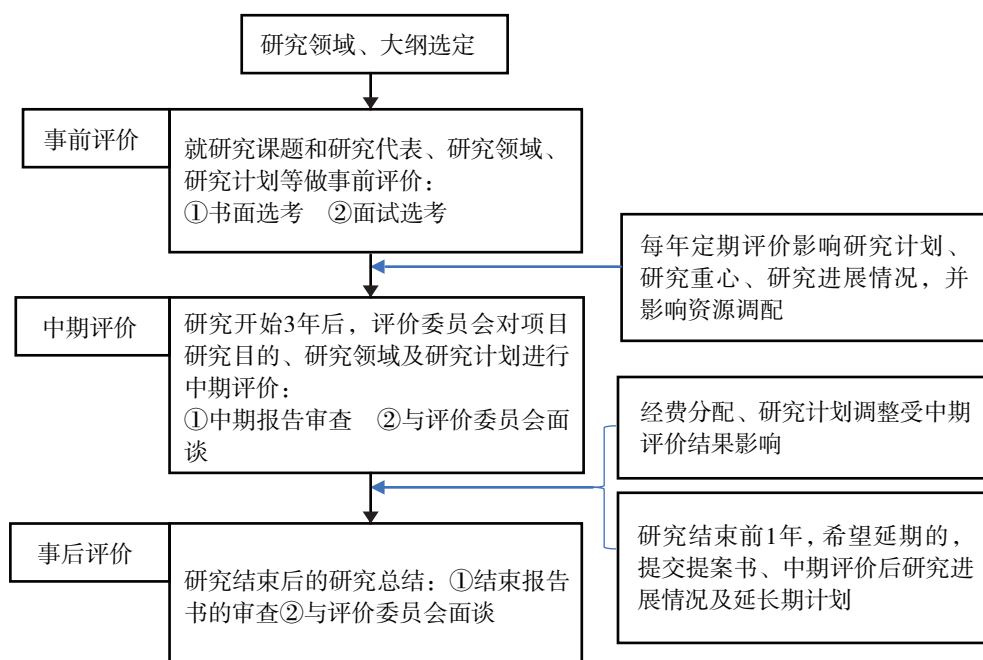 研究领域、大纲选定
事前评价
就研究课题和研究代表、研究领域、
研究计划等做事前评价：
①书面选考　②面试选考
每年定期评价影响研究计划、
研究重心、研究进展情况，并
影响资源调配
中期评价
研究开始3年后，评价委员会对项目
研究目的、研究领域及研究计划进行
中期评价：
①中期报告审查　②与评价委员会面
谈
经费分配、研究计划调整受中期
评价结果影响
研究结束前1年，希望延期的，
提交提案书、中期评价后研究进
展情况及延长期计划
事后评价
研究结束后的研究总结：①结束报告
书的审查②与评价委员会面谈